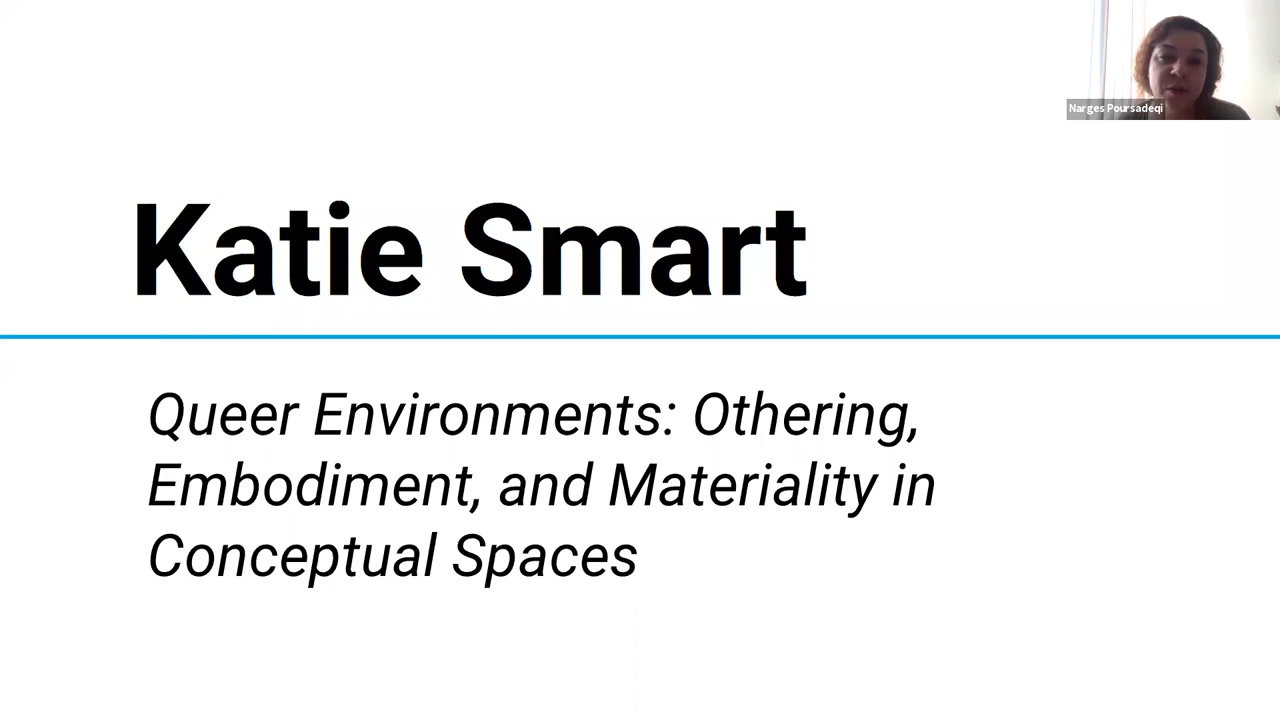 Narges Poursadeqi
Katie Smart
Queer Environments: Othering,
Embodiment, and Materiality in
Conceptual Spaces